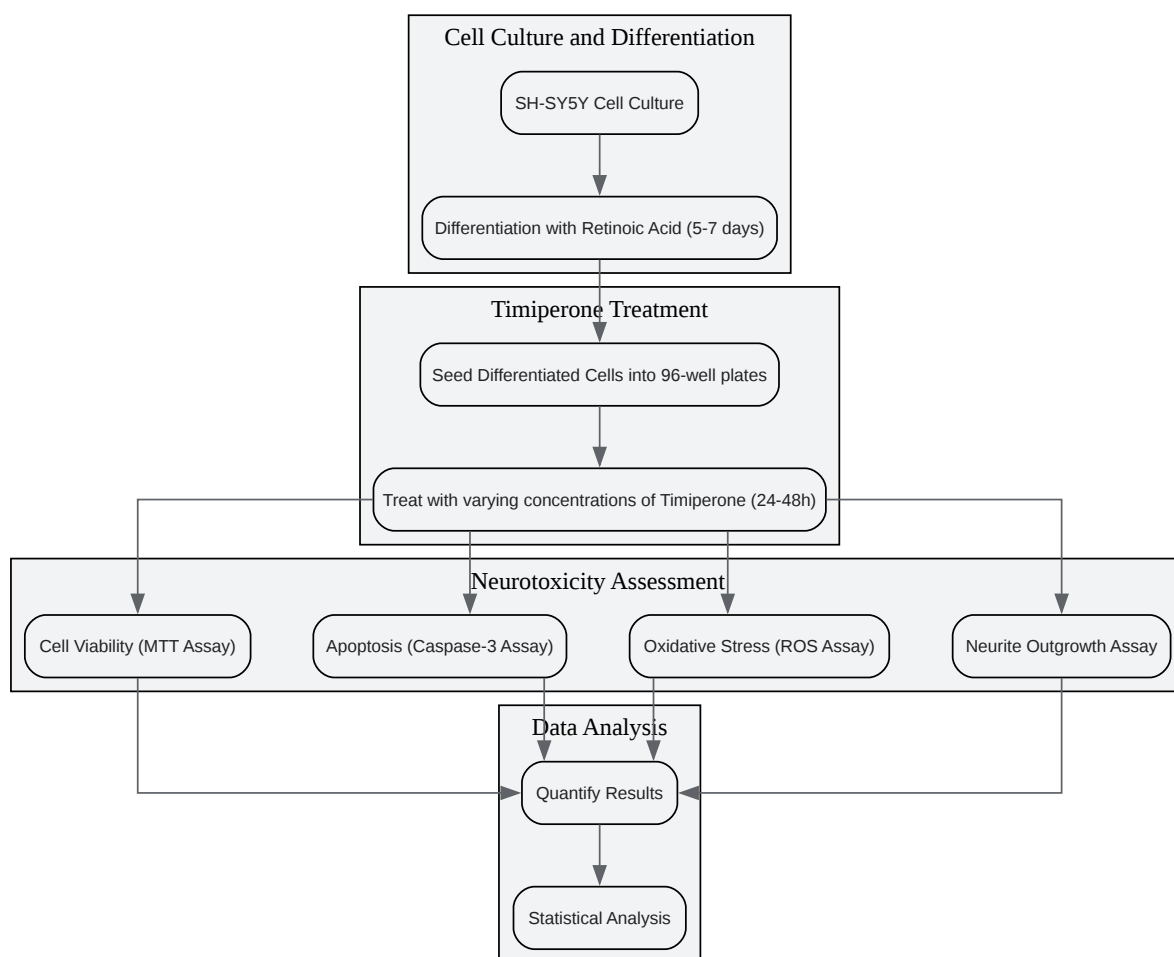 Cell Culture and Differentiation
SH-SY5Y Cell Culture
Differentiation with Retinoic Acid (5-7 days)
Timiperone Treatment
Seed Differentiated Cells into 96-well plates
Treat with varying concentrations of Timiperone (24-48h)
Neurotoxicity Assessment
Cell Viability (MTT Assay)
Apoptosis (Caspase-3 Assay)
Oxidative Stress (ROS Assay)
Neurite Outgrowth Assay
Data Analysis
Quantify Results
Statistical Analysis